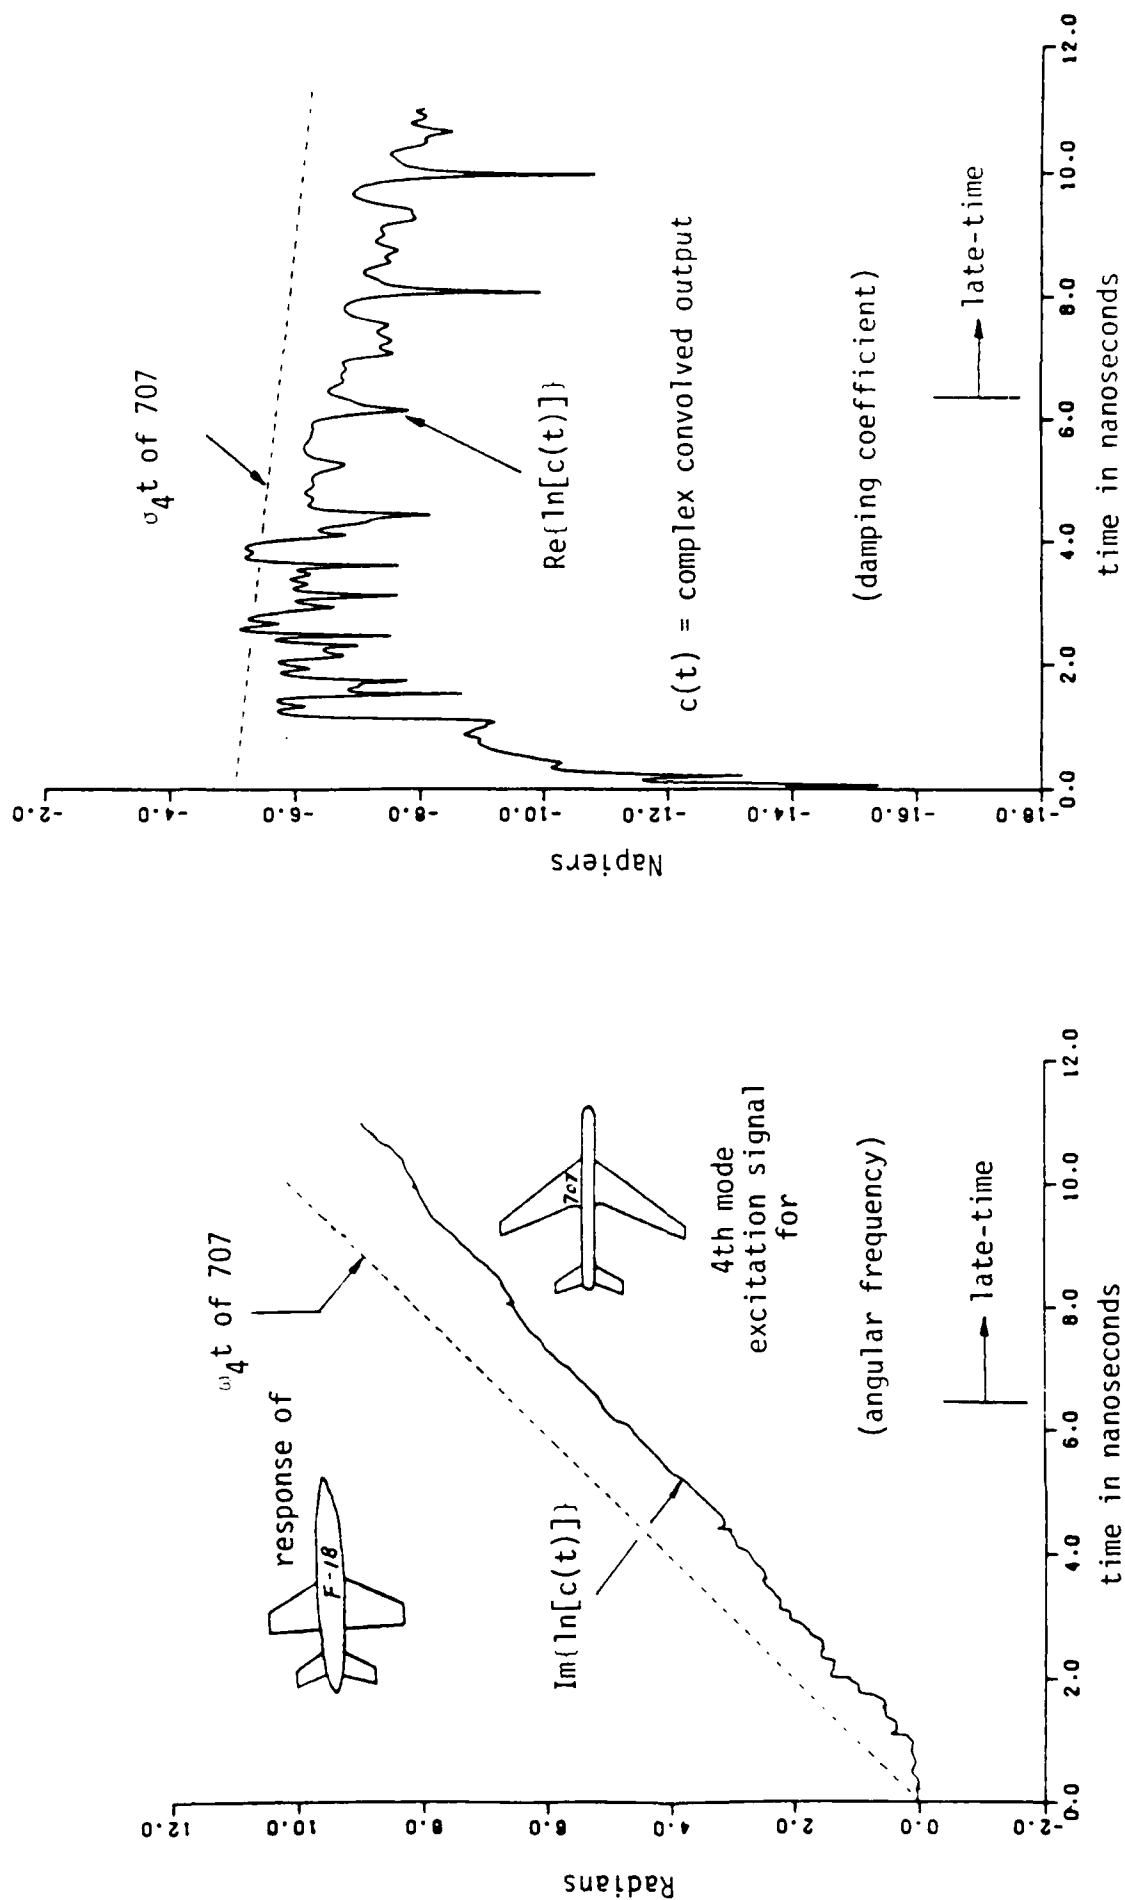 Radians
12.0
10.0
8.0
6.0
4.0
2.0
0.0
-2.0
response of
F-18
ω4t of 707
Im{ln[c(t)]}
707
4th mode
excitation signal
for
(angular frequency)
late-time
0.0 2.0 4.0 6.0 8.0 10.0 12.0
time in nanoseconds
Napiers
-2.0
-4.0
-6.0
-8.0
-10.0
-12.0
-14.0
-16.0
-18.0
σ4t of 707
Re{ln[c(t)]}
c(t) = complex convolved output
(damping coefficient)
late-time
0.0 2.0 4.0 6.0 8.0 10.0 12.0
time in nanoseconds